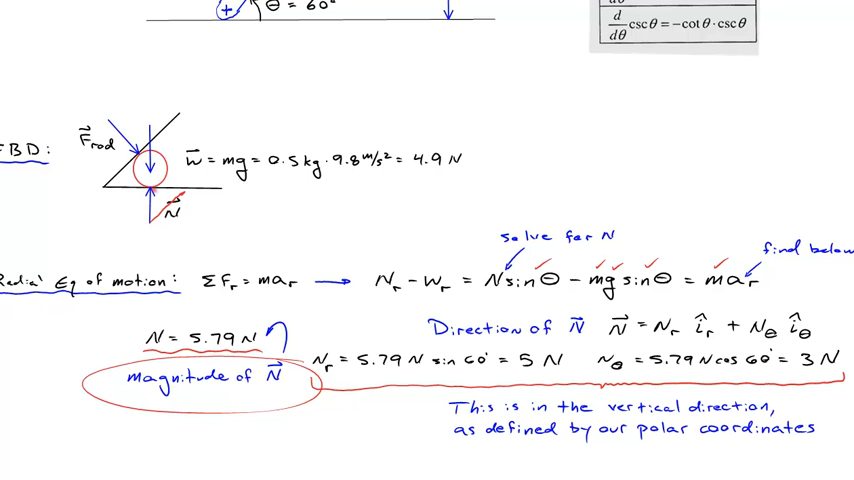 θ = 60°
+
d/dθ cscθ = −cotθ · cscθ
FBD:
F⃗rod
w⃗ = mg = 0.5 kg · 9.8 m/s² = 4.9 N
N⃗
solve for N
find below
Radial Eq of motion: ΣFr = mar → Nr − Wr = N sin θ − mg sin θ = mar
N = 5.79 N
Direction of N⃗ N⃗ = Nr îr + Nθ îθ
magnitude of N⃗
Nr = 5.79 N sin 60° = 5 N Nθ = 5.79 N cos 60° = 3 N
This is in the vertical direction,
as defined by our polar coordinates